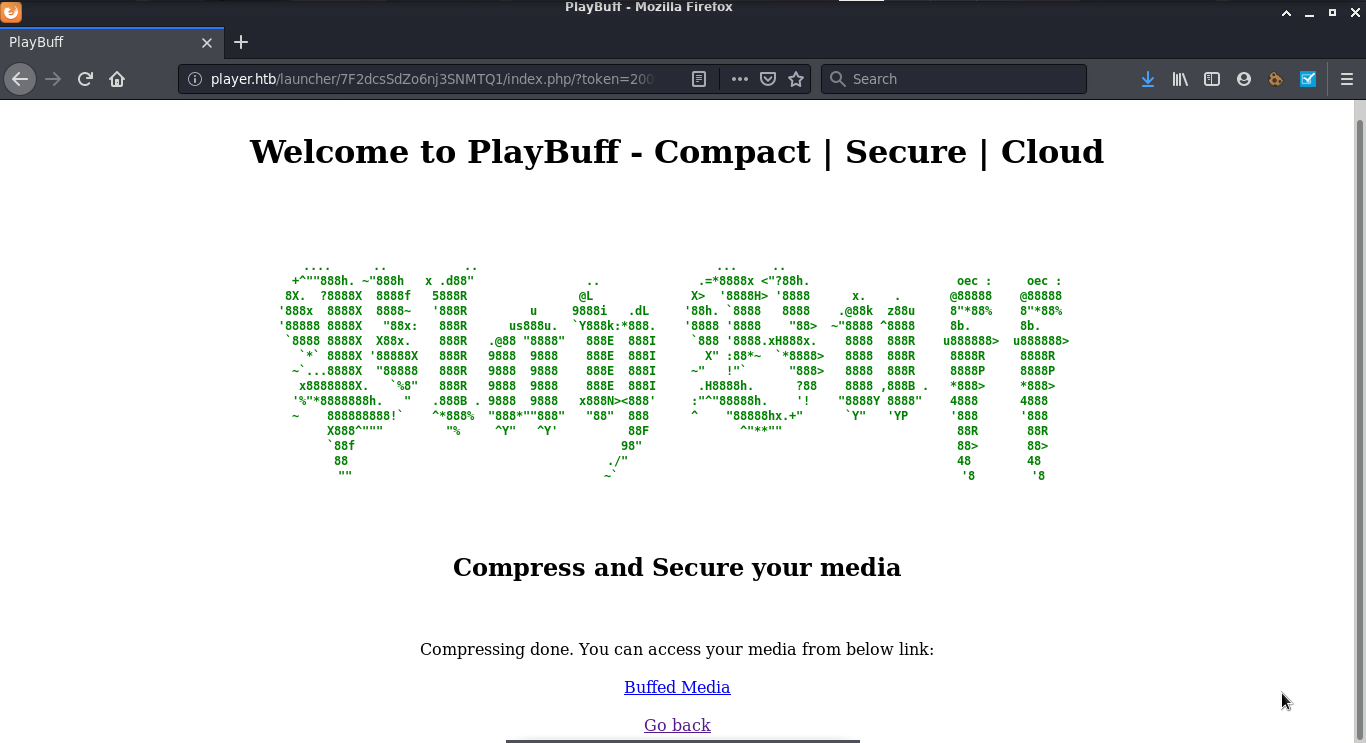 PlayBuff - Mozilla Firefox
PlayBuff
player.htb/launcher/7F2dcsSdZo6nj3SNMTQ1/index.php/?token=200
Search
Welcome to PlayBuff - Compact | Secure | Cloud
PlayBuff
Compress and Secure your media
Compressing done. You can access your media from below link:
Buffed Media
Go back